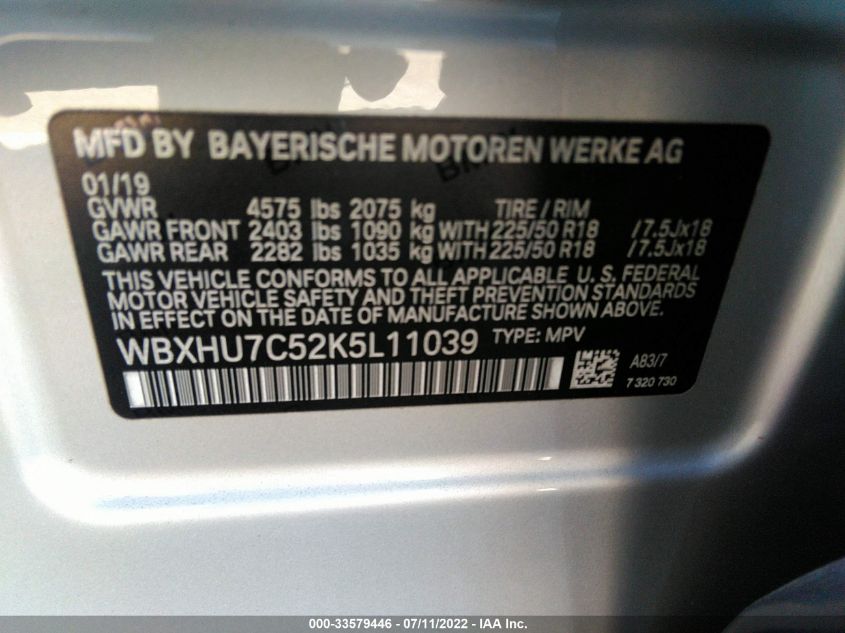 MFD BY BAYERISCHE MOTOREN WERKE AG
01/19
GVWR 4575 lbs 2075 kg TIRE / RIM
GAWR FRONT 2403 lbs 1090 kg WITH 225/50 R18 /7.5Jx18
GAWR REAR 2282 lbs 1035 kg WITH 225/50 R18 /7.5Jx18
THIS VEHICLE CONFORMS TO ALL APPLICABLE U. S. FEDERAL
MOTOR VEHICLE SAFETY AND THEFT PREVENTION STANDARDS
IN EFFECT ON THE DATE OF MANUFACTURE SHOWN ABOVE.
WBXHU7C52K5L11039 TYPE: MPV
A83/7
7 320 730
000-33579446 - 07/11/2022 - IAA Inc.